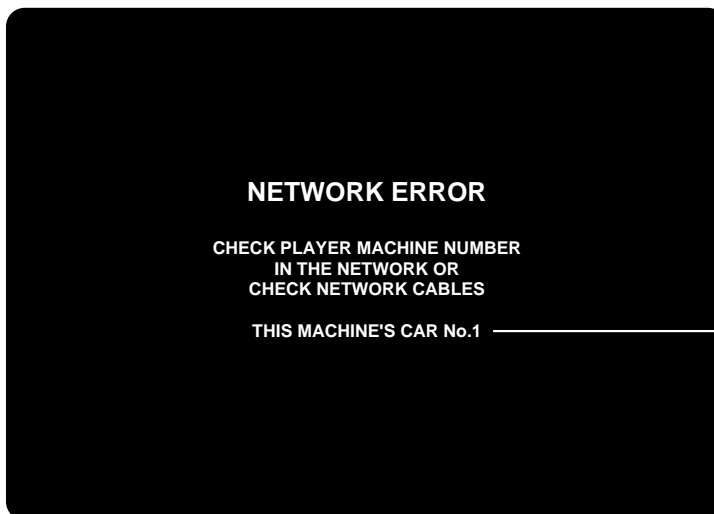 NETWORK ERROR
CHECK PLAYER MACHINE NUMBER
IN THE NETWORK OR
CHECK NETWORK CABLES
THIS MACHINE'S CAR No.1